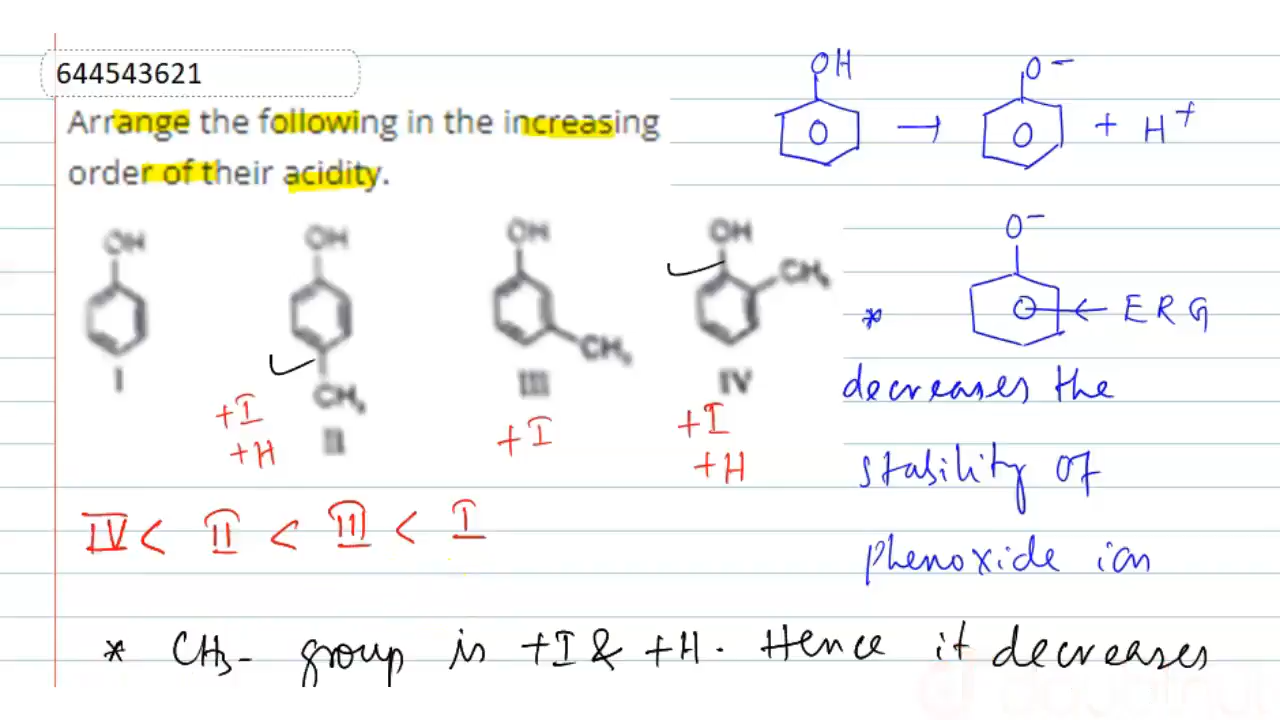 644543621
Arrange the following in the increasing
order of their acidity.
OH
I
OH
CH₃
II
+I
+H
OH
CH₃
III
+I
OH
CH₃
IV
+I
+H
IV < II < III < I
OH → O⁻ + H⁺
O⁻
* ← ERG
decreases the
stability of
phenoxide ion
* CH₃- group is +I & +H. Hence it decreases